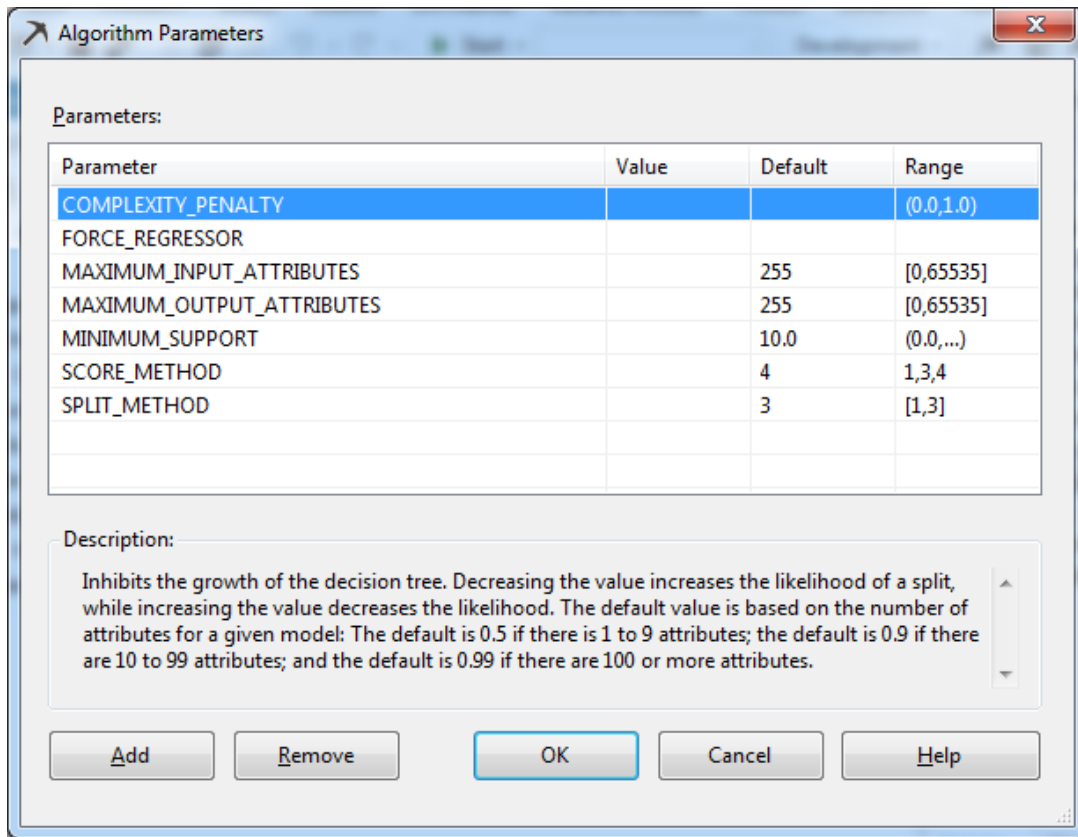 Algorithm Parameters
Start
Development
Parameters:
Parameter Value Default Range
COMPLEXITY_PENALTY (0.0,1.0)
FORCE_REGRESSOR
MAXIMUM_INPUT_ATTRIBUTES 255 [0,65535]
MAXIMUM_OUTPUT_ATTRIBUTES 255 [0,65535]
MINIMUM_SUPPORT 10.0 (0.0,...)
SCORE_METHOD 4 1,3,4
SPLIT_METHOD 3 [1,3]
Description:
Inhibits the growth of the decision tree. Decreasing the value increases the likelihood of a split,
while increasing the value decreases the likelihood. The default value is based on the number of
attributes for a given model: The default is 0.5 if there is 1 to 9 attributes; the default is 0.9 if there
are 10 to 99 attributes; and the default is 0.99 if there are 100 or more attributes.
Add Remove OK Cancel Help